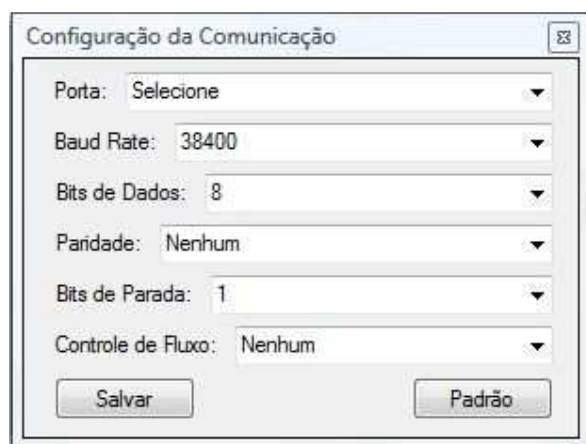 Configuração da Comunicação
Porta: Selecione
Baud Rate: 38400
Bits de Dados: 8
Paridade: Nenhum
Bits de Parada: 1
Controle de Fluxo: Nenhum
Salvar Padrão